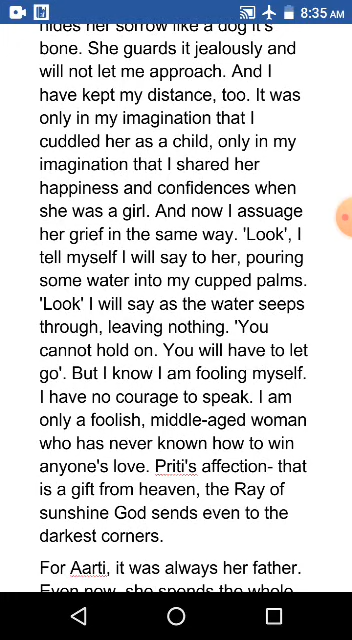 8:35 AM
hides her sorrow like a dog it's
bone. She guards it jealously and
will not let me approach. And I
have kept my distance, too. It was
only in my imagination that I
cuddled her as a child, only in my
imagination that I shared her
happiness and confidences when
she was a girl. And now I assuage
her grief in the same way. 'Look', I
tell myself I will say to her, pouring
some water into my cupped palms.
'Look' I will say as the water seeps
through, leaving nothing. 'You
cannot hold on. You will have to let
go'. But I know I am fooling myself.
I have no courage to speak. I am
only a foolish, middle-aged woman
who has never known how to win
anyone's love. Priti's affection- that
is a gift from heaven, the Ray of
sunshine God sends even to the
darkest corners.
For Aarti, it was always her father.
Even now, she spends the whole